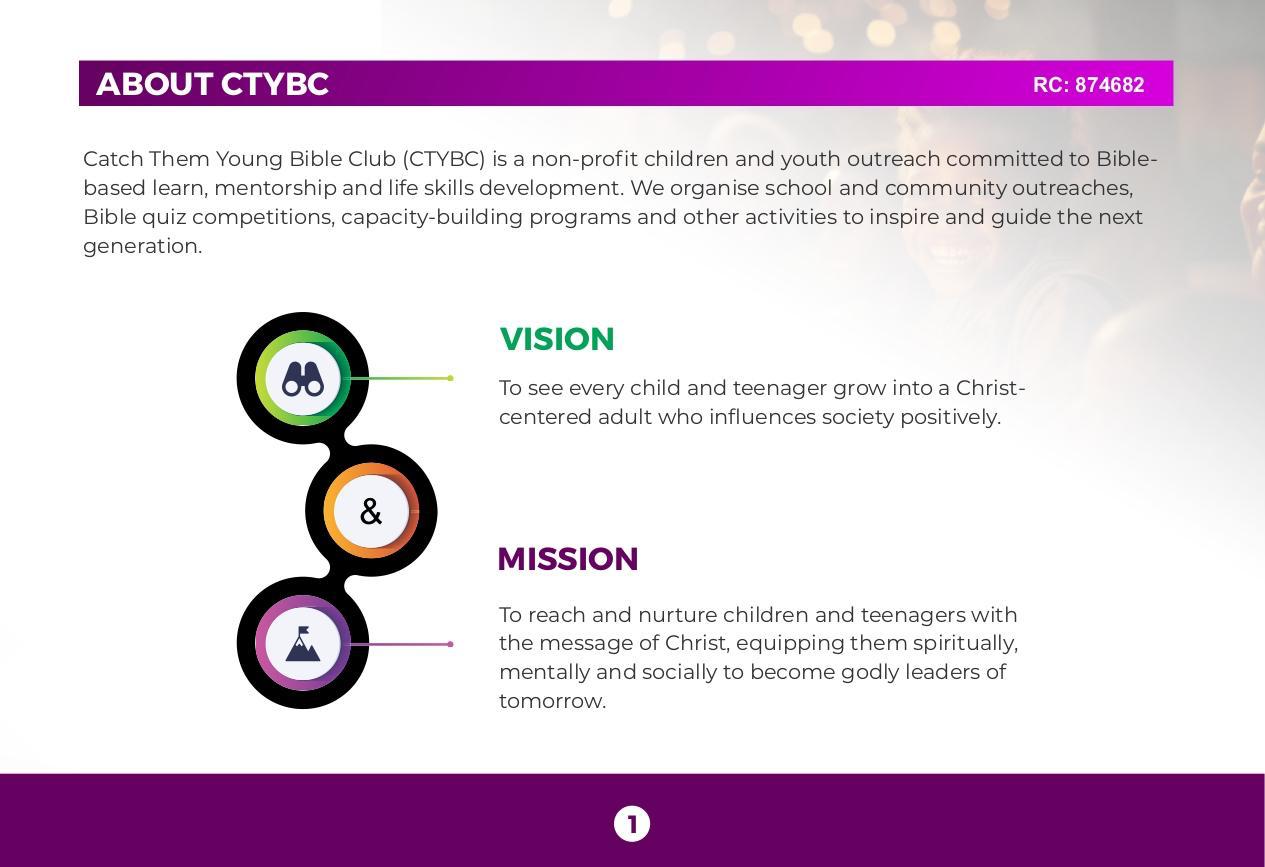 ABOUT CTYBC
RC: 874682
Catch Them Young Bible Club (CTYBC) is a non-profit children and youth outreach committed to Bible-
based learn, mentorship and life skills development. We organise school and community outreaches,
Bible quiz competitions, capacity-building programs and other activities to inspire and guide the next
generation.
VISION
To see every child and teenager grow into a Christ-
centered adult who influences society positively.
&
MISSION
To reach and nurture children and teenagers with
the message of Christ, equipping them spiritually,
mentally and socially to become godly leaders of
tomorrow.
1